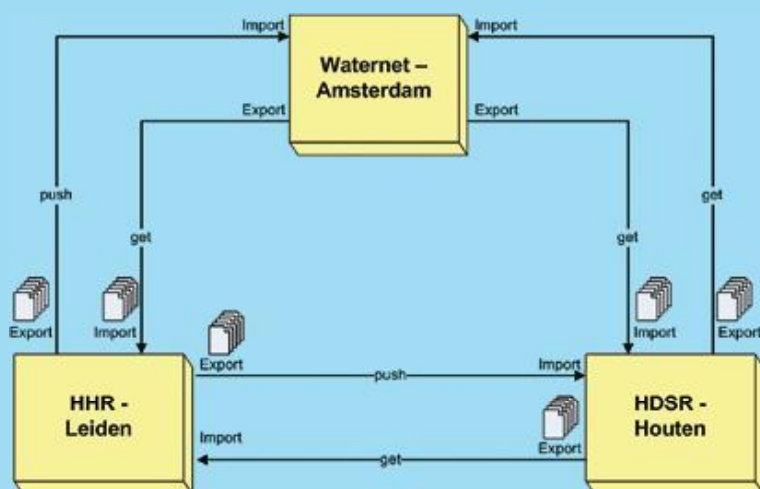 Import
Import
Waternet –
Amsterdam
Export
Export
push
get
get
get
Export
Import
Import
Export
Export
push
Import
HHR -
Leiden
HDSR -
Houten
Import
get
Export